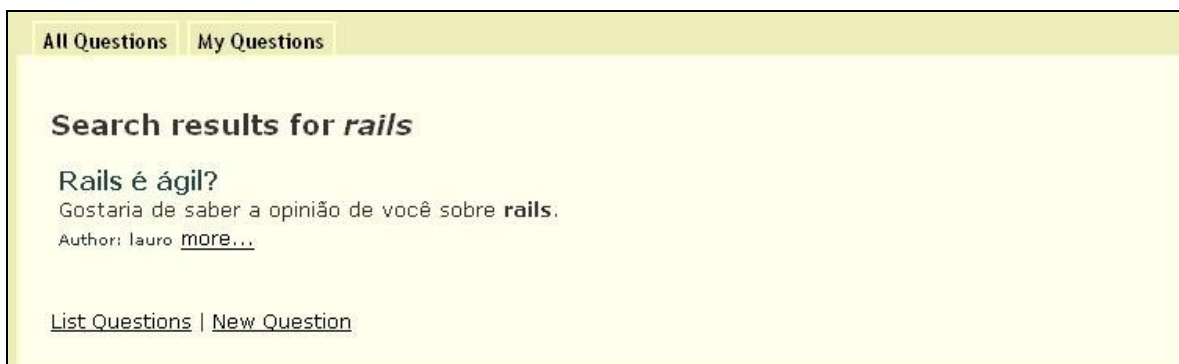 All Questions My Questions
Search results for rails
Rails é ágil?
Gostaria de saber a opinião de você sobre rails.
Author: lauro more...
List Questions | New Question